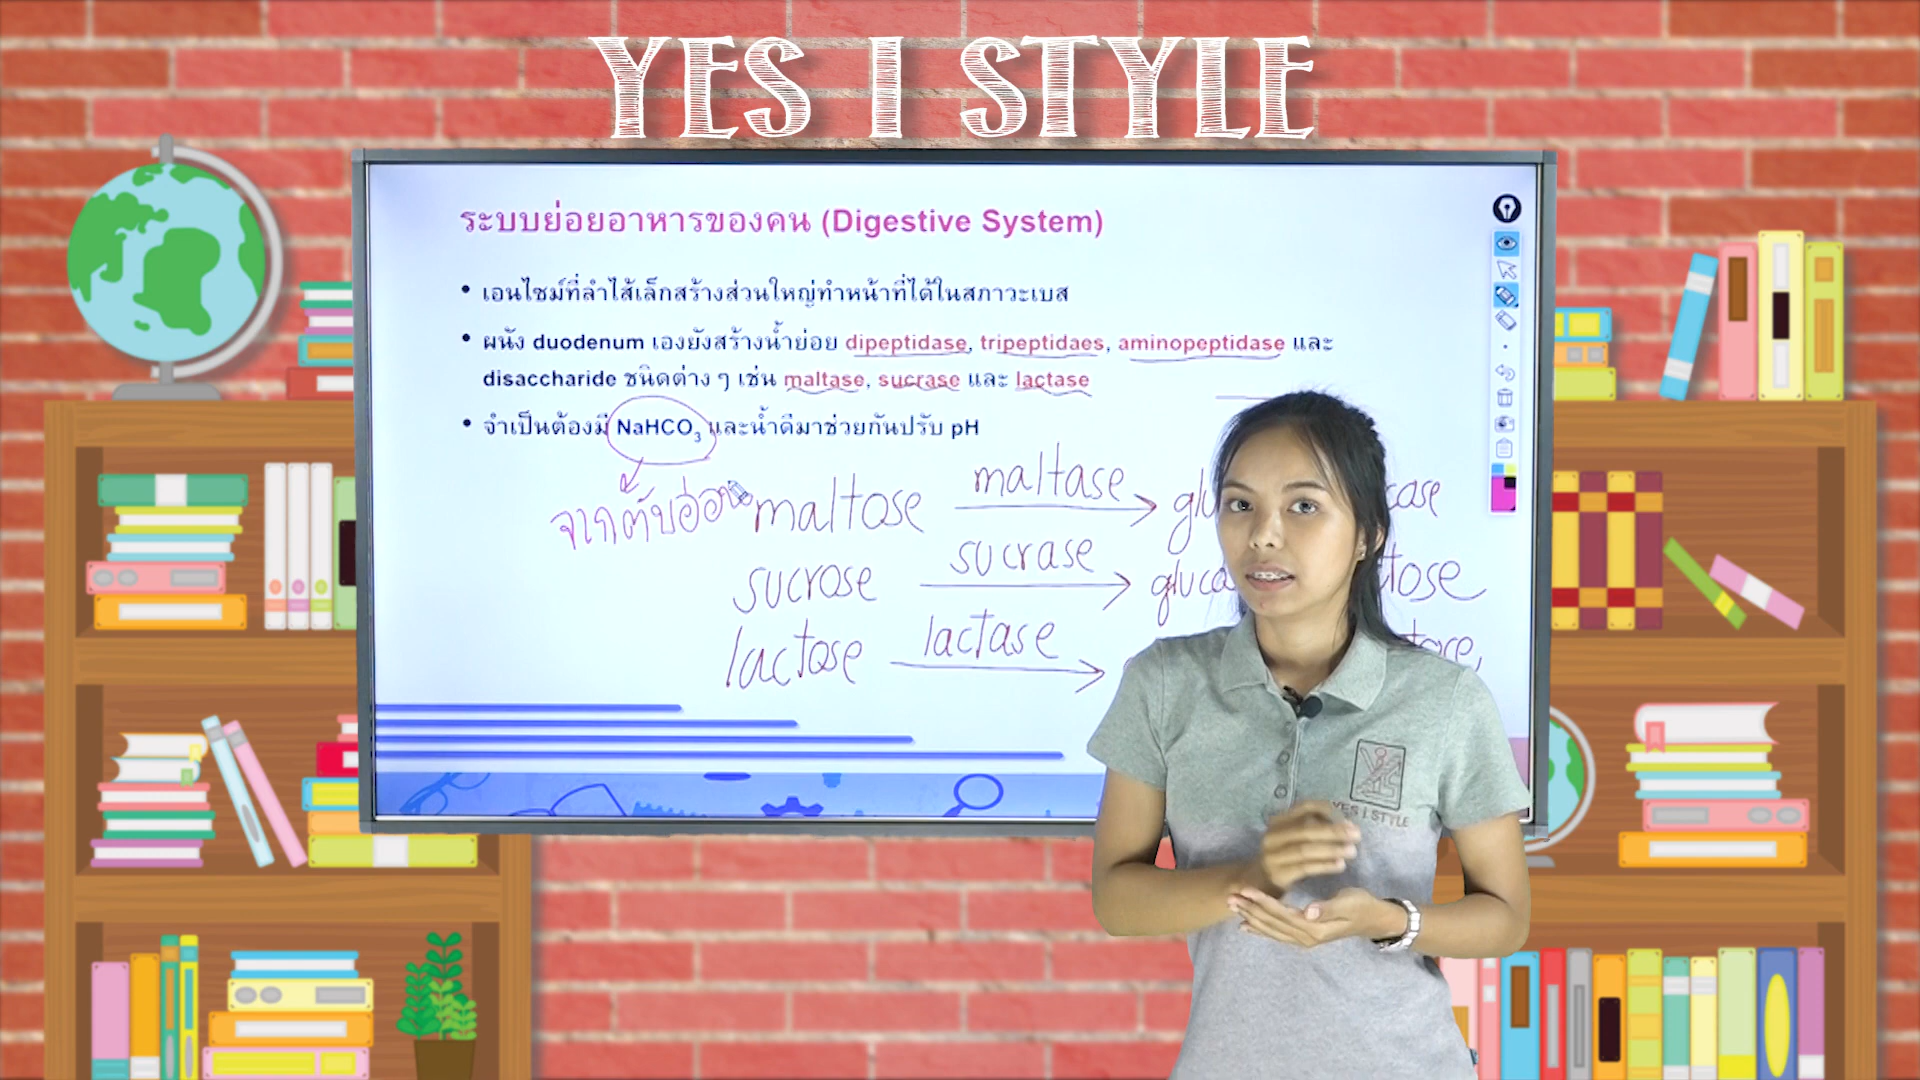 YES I STYLE
ระบบย่อยอาหารของคน (Digestive System)
• เอนไซม์ที่ลำไส้เล็กสร้างส่วนใหญ่ทำหน้าที่ได้ในสภาวะเบส
• ผนัง duodenum เองยังสร้างน้ำย่อย dipeptidase, tripeptidaes, aminopeptidase และ
disaccharide ชนิดต่าง ๆ เช่น maltase, sucrase และ lactase
• จำเป็นต้องมี NaHCO3 และน้ำดีมาช่วยกันปรับ pH
จากตับอ่อน
maltose maltase
sucrose sucrase
lactose lactase
YES I STYLE